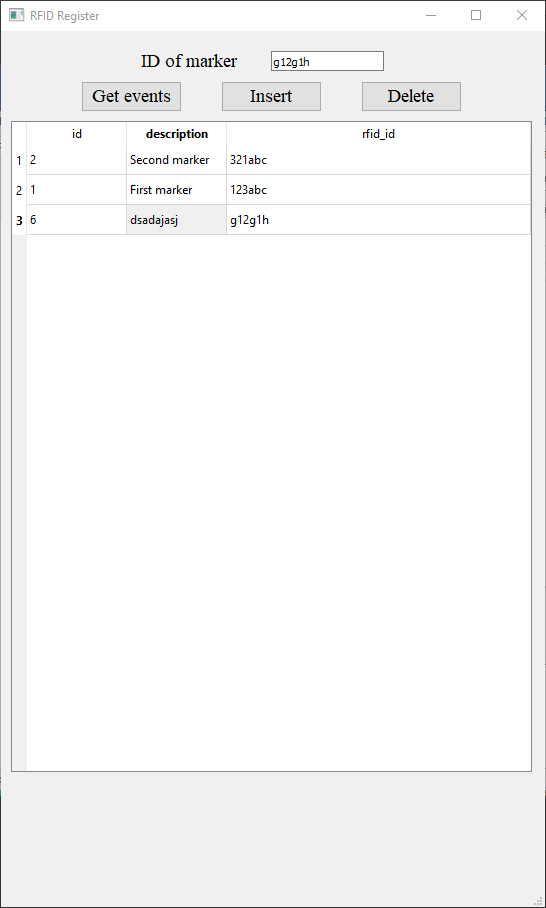 RFID Register
ID of marker g12g1h
Get events Insert Delete
id description rfid_id
1 2 Second marker 321abc
2 1 First marker 123abc
3 6 dsadajasj g12g1h